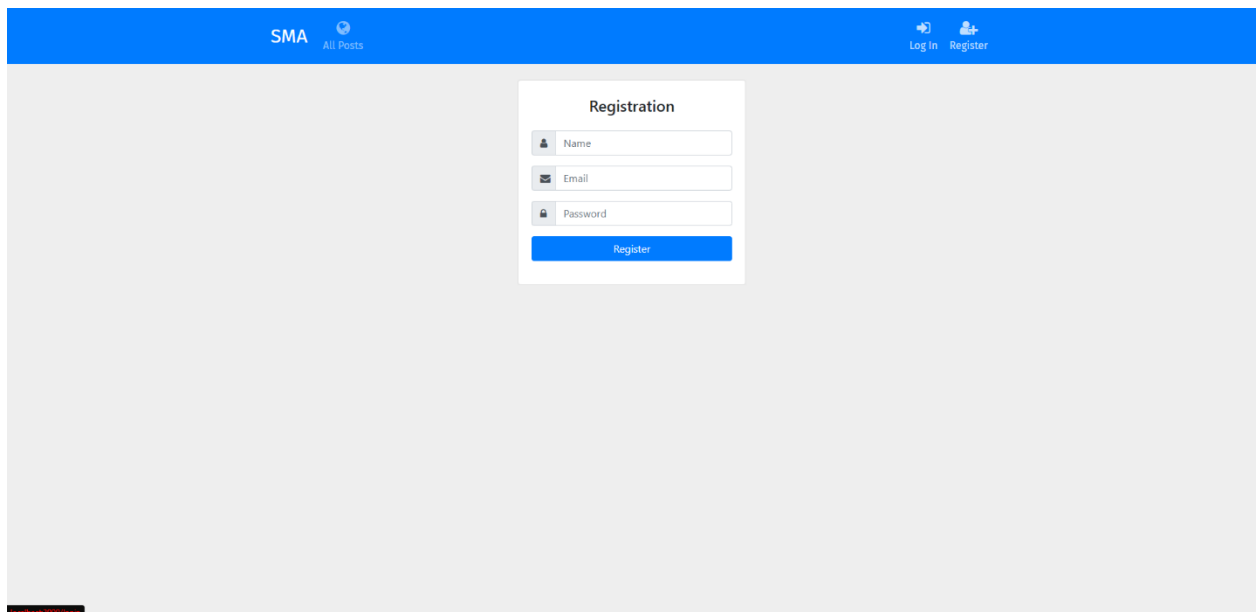 SMA
All Posts
Log In
Register
Registration
Name
Email
Password
Register